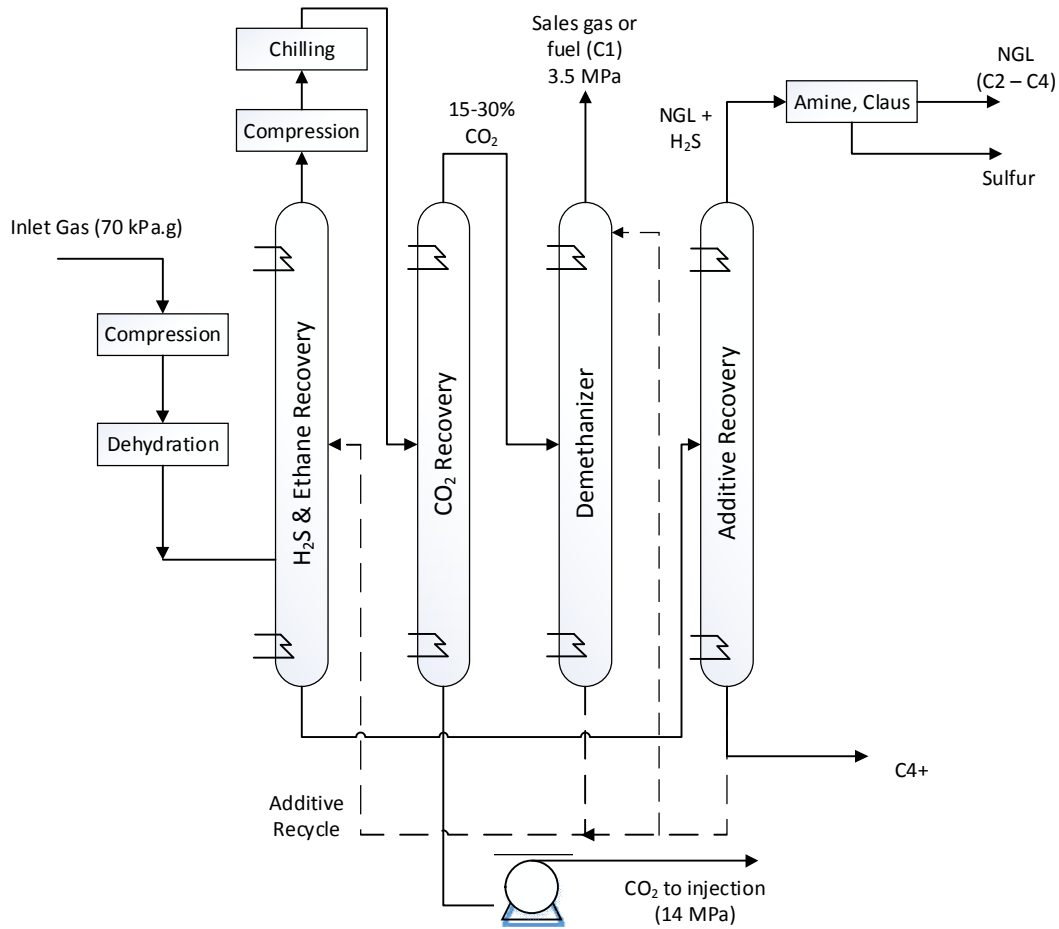 Sales gas or
fuel (C1)
3.5 MPa
NGL
(C2 – C4)
Chilling
Amine, Claus
15-30%
CO₂
NGL +
H₂S
Compression
Sulfur
Inlet Gas (70 kPa.g)
Compression
Dehydration
H₂S & Ethane Recovery
CO₂ Recovery
Demethanizer
Additive Recovery
C4+
Additive
Recycle
CO₂ to injection
(14 MPa)